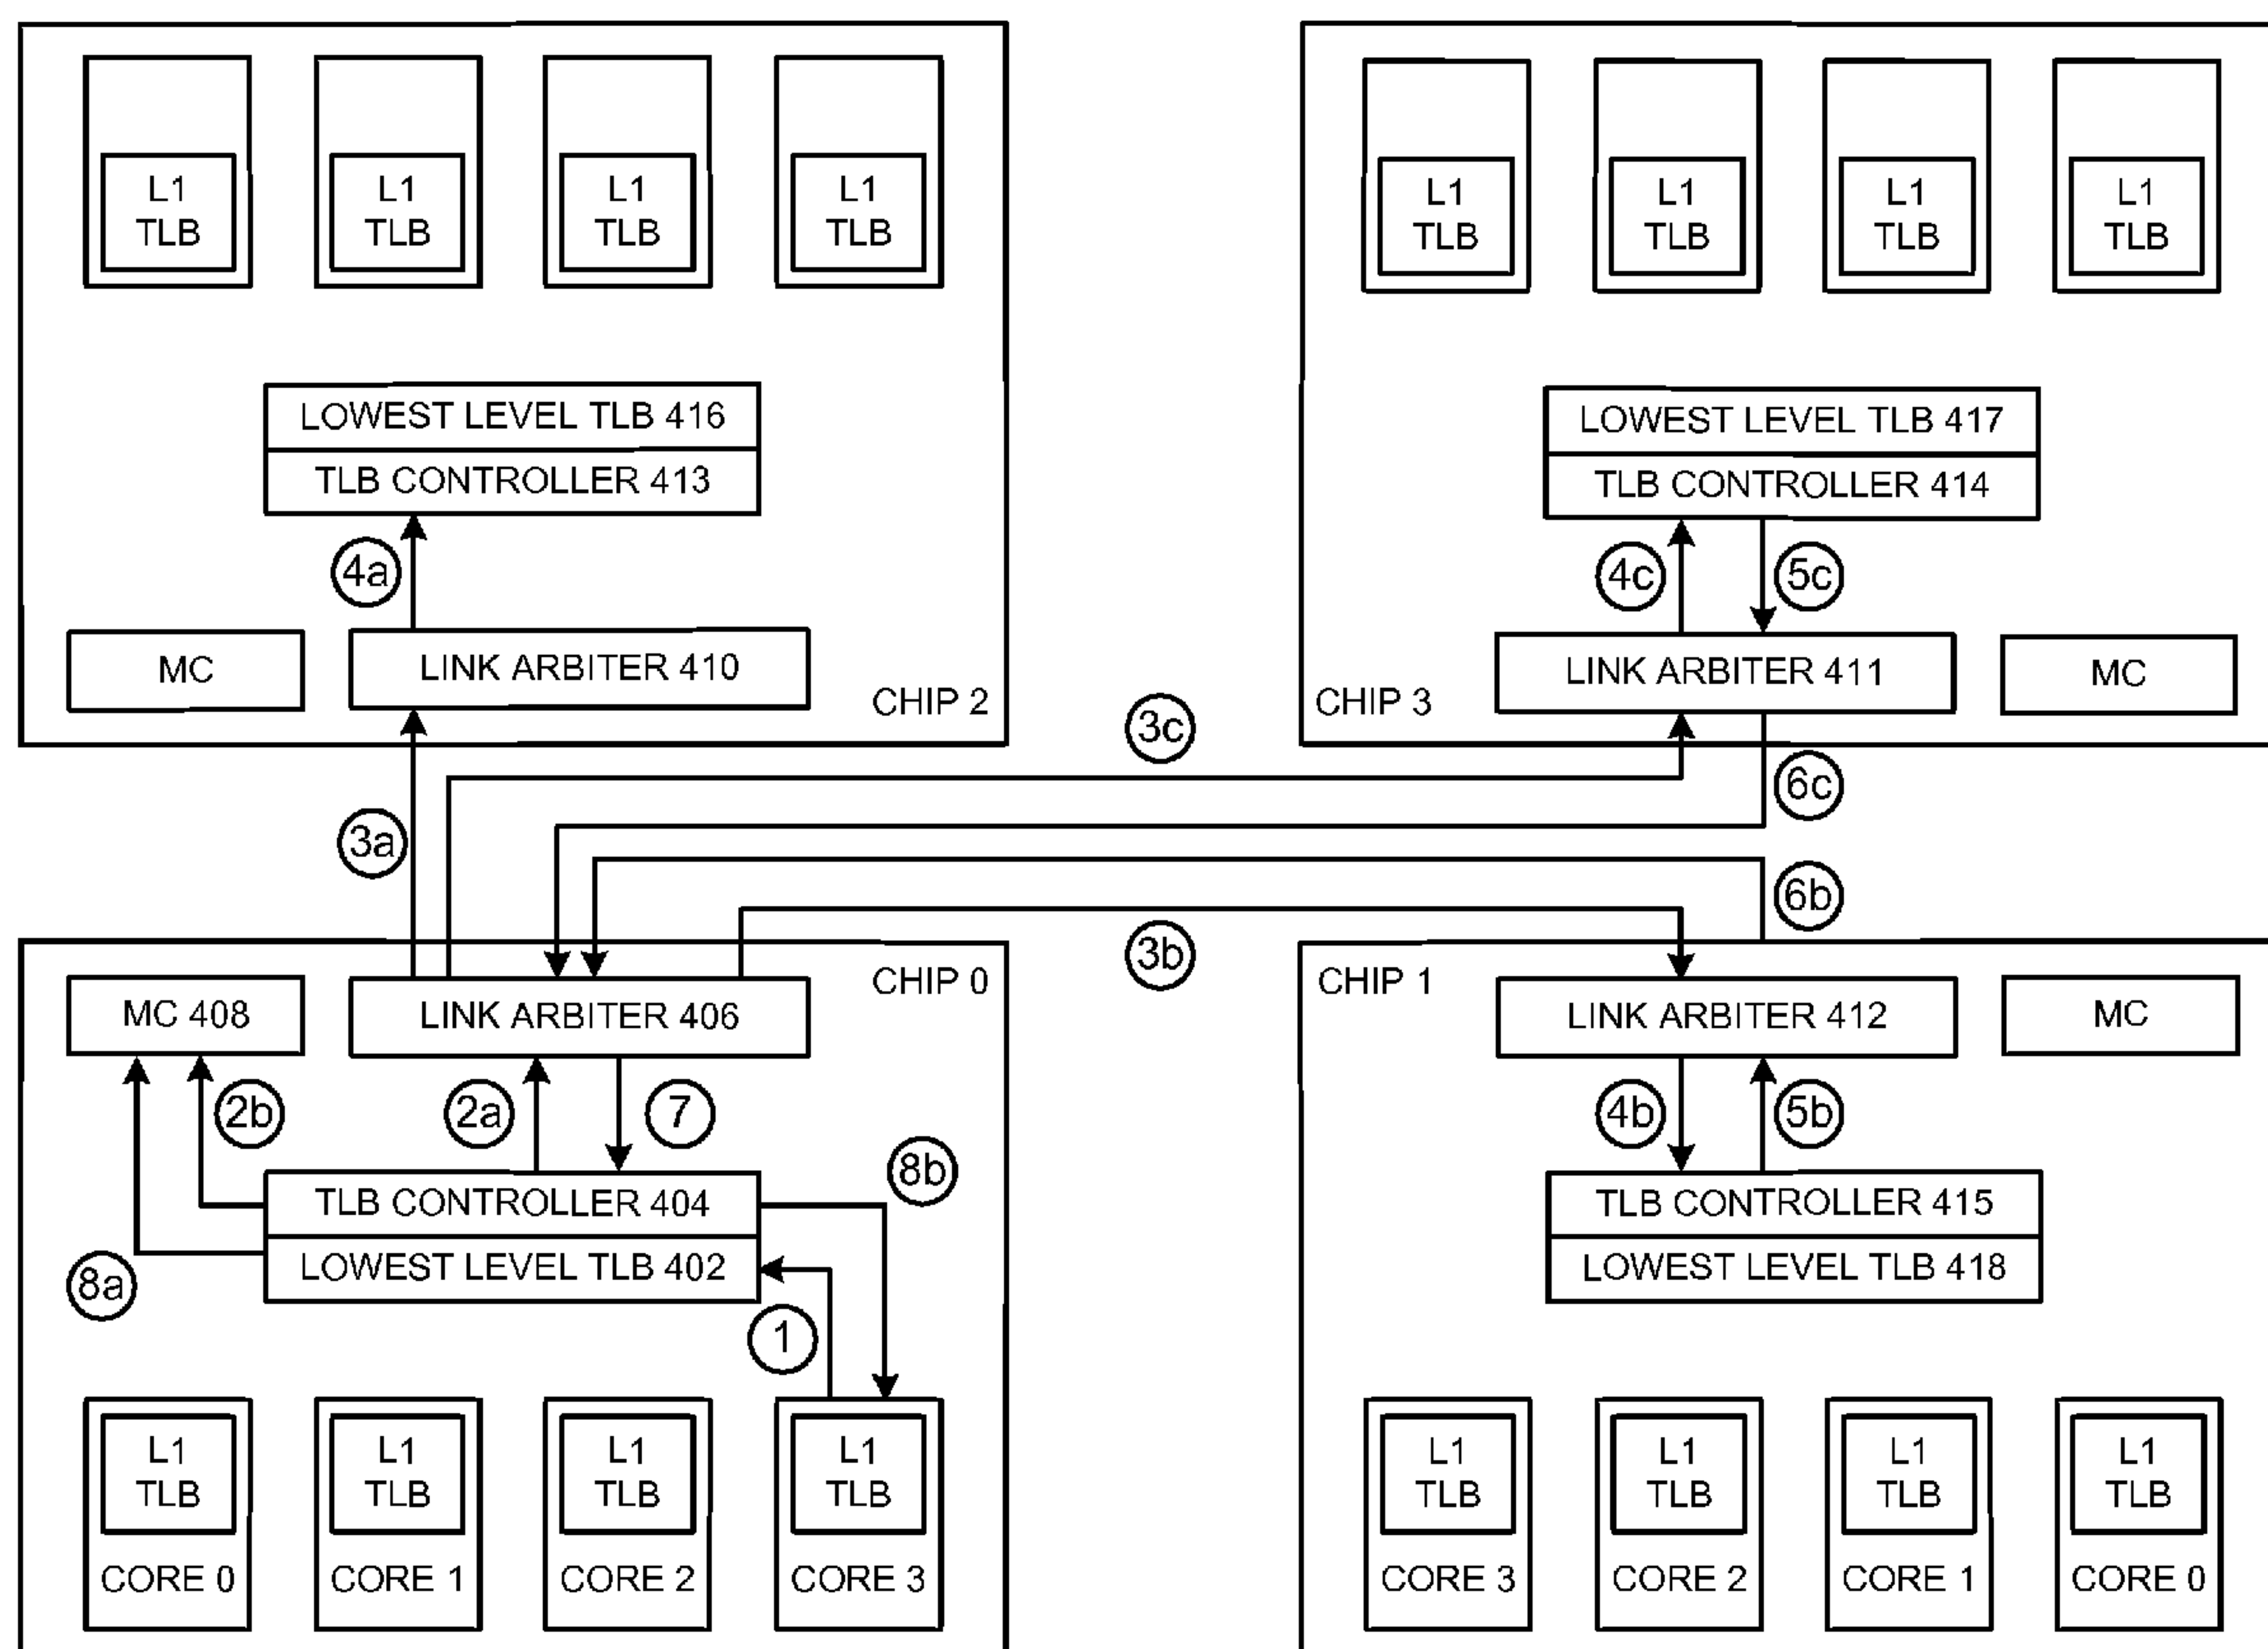 L1
TLB
L1
TLB
L1
TLB
L1
TLB
LOWEST LEVEL TLB 416
TLB CONTROLLER 413
4a
MC
LINK ARBITER 410
CHIP 2
L1
TLB
L1
TLB
L1
TLB
L1
TLB
LOWEST LEVEL TLB 417
TLB CONTROLLER 414
4c
5c
LINK ARBITER 411
MC
CHIP 3
3c
6c
3a
6b
3b
MC 408
LINK ARBITER 406
CHIP 0
2b
2a
7
8b
TLB CONTROLLER 404
LOWEST LEVEL TLB 402
8a
1
L1
TLB
CORE 0
L1
TLB
CORE 1
L1
TLB
CORE 2
L1
TLB
CORE 3
CHIP 1
LINK ARBITER 412
MC
4b
5b
TLB CONTROLLER 415
LOWEST LEVEL TLB 418
L1
TLB
CORE 3
L1
TLB
CORE 2
L1
TLB
CORE 1
L1
TLB
CORE 0